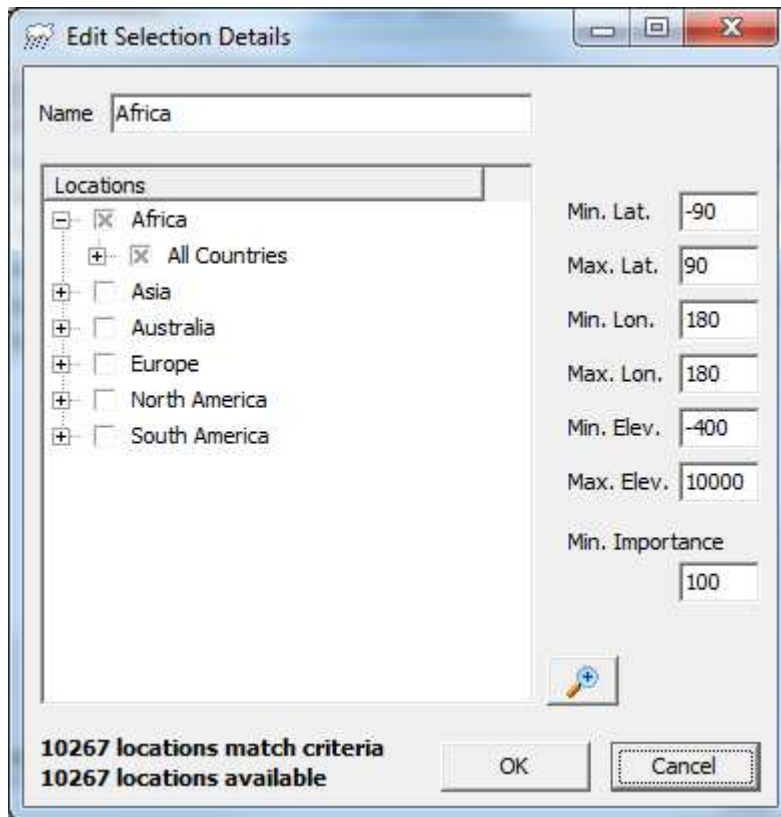 Edit Selection Details
Name Africa
Locations
Africa
All Countries
Asia
Australia
Europe
North America
South America
Min. Lat. -90
Max. Lat. 90
Min. Lon. 180
Max. Lon. 180
Min. Elev. -400
Max. Elev. 10000
Min. Importance
100
10267 locations match criteria
10267 locations available
OK Cancel